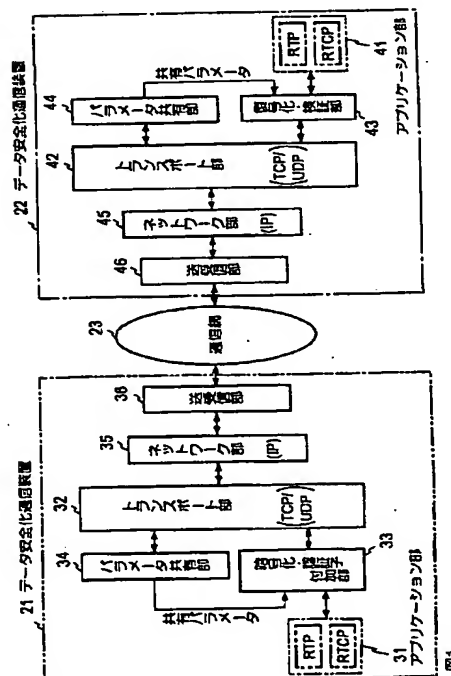 21 データ安全化通信装置
34
パラメータ共有部
共有パラメータ
32
トランスポート部
(TCP/UDP)
35
ネットワーク部
(IP)
36
送受信部
33
暗号化・認証子
付加部
RTP
RTCP
31
アプリケーション部
23
通信網
22 データ安全化通信装置
44
パラメータ共有部
共有パラメータ
42
トランスポート部
(TCP/UDP)
45
ネットワーク部
(IP)
46
送受信部
43
復号化・検証部
RTP
RTCP
41
アプリケーション部
図1